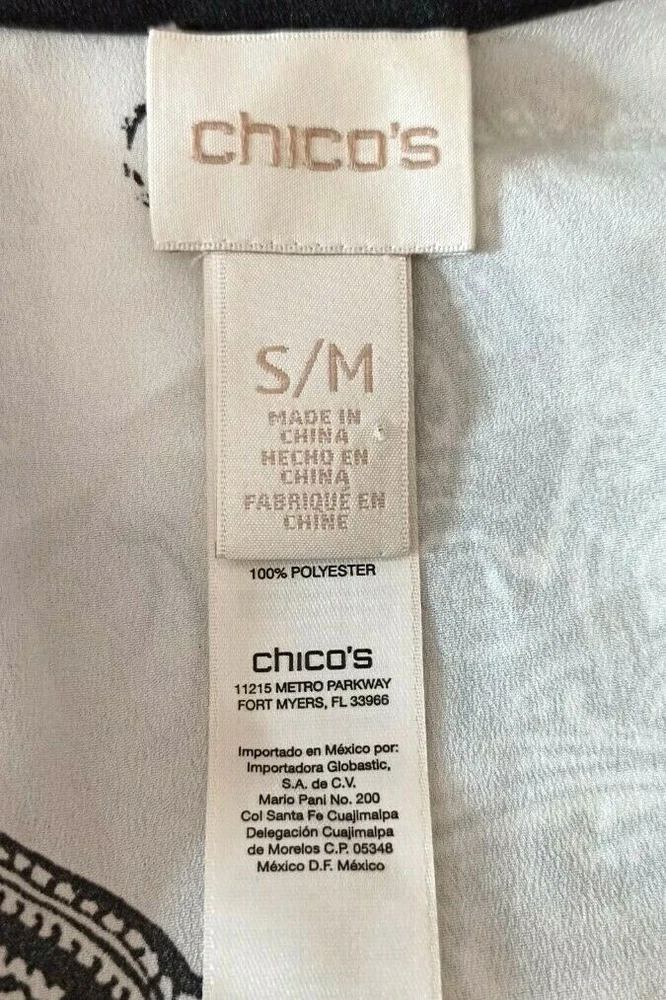 chico's
S/M
MADE IN
CHINA
HECHO EN
CHINA
FABRIQUÉ EN
CHINE
100% POLYESTER
chico's
11215 METRO PARKWAY
FORT MYERS, FL 33966
Importado en México por:
Importadora Globastic,
S.A. de C.V.
Mario Pani No. 200
Col Santa Fe Cuajimalpa
Delegación Cuajimalpa
de Morelos C.P. 05348
México D.F. México